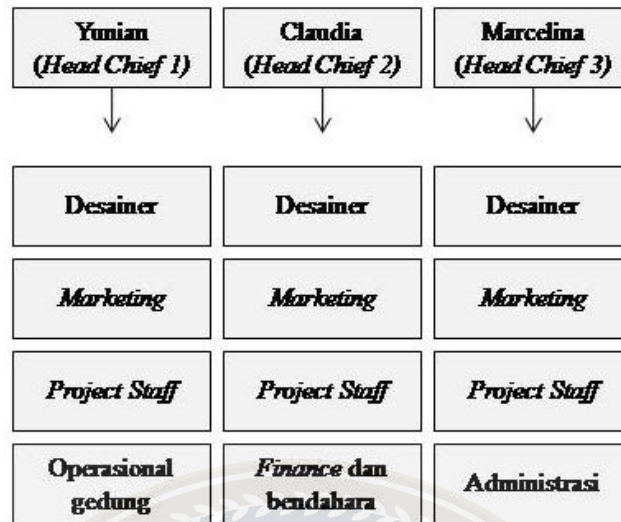 Yunian
(Head Chief 1)
Claudia
(Head Chief 2)
Marcelina
(Head Chief 3)
Desainer
Desainer
Desainer
Marketing
Marketing
Marketing
Project Staff
Project Staff
Project Staff
Operasional
gedung
Finance dan
bendahara
Administrasi